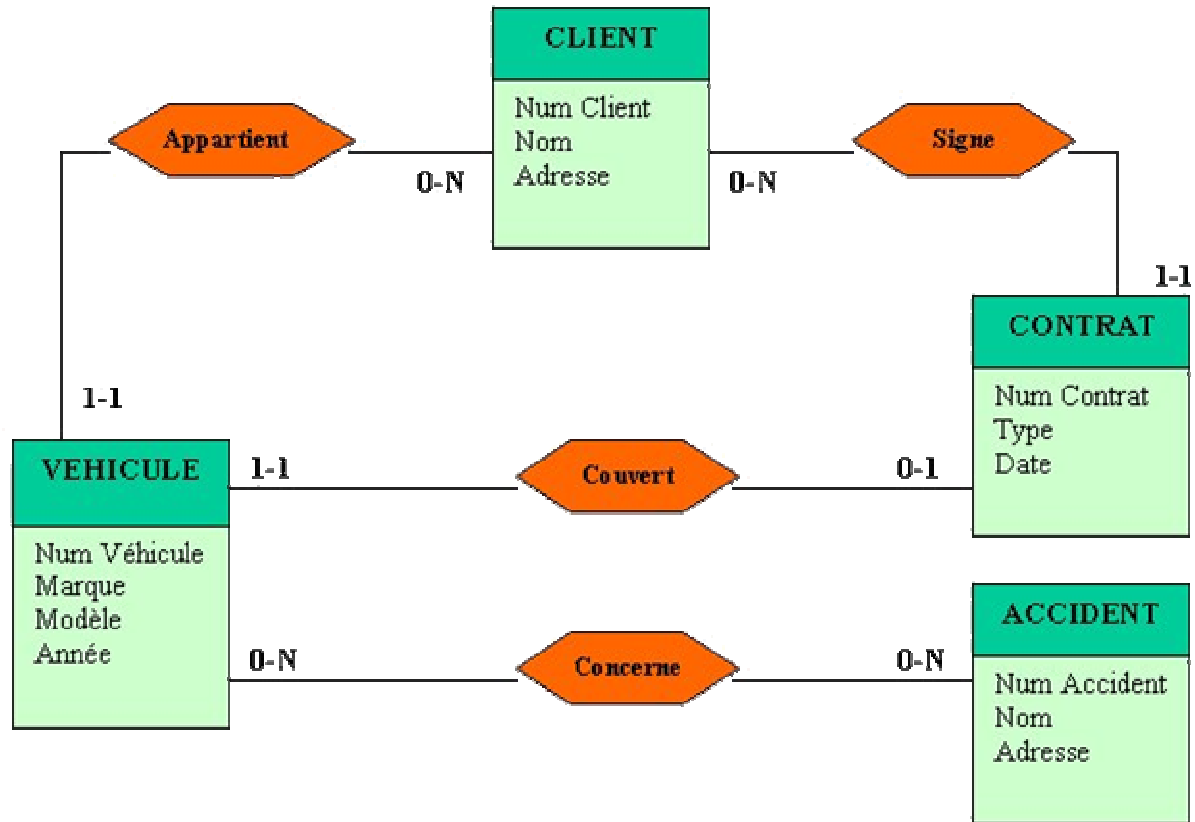 CLIENT
Num Client
Nom
Adresse
Appartient
Signe
0-N
0-N
1-1
1-1
CONTRAT
Num Contrat
Type
Date
VEHICULE
Num Véhicule
Marque
Modèle
Année
1-1
Couvert
0-1
0-N
Concerne
0-N
ACCIDENT
Num Accident
Nom
Adresse